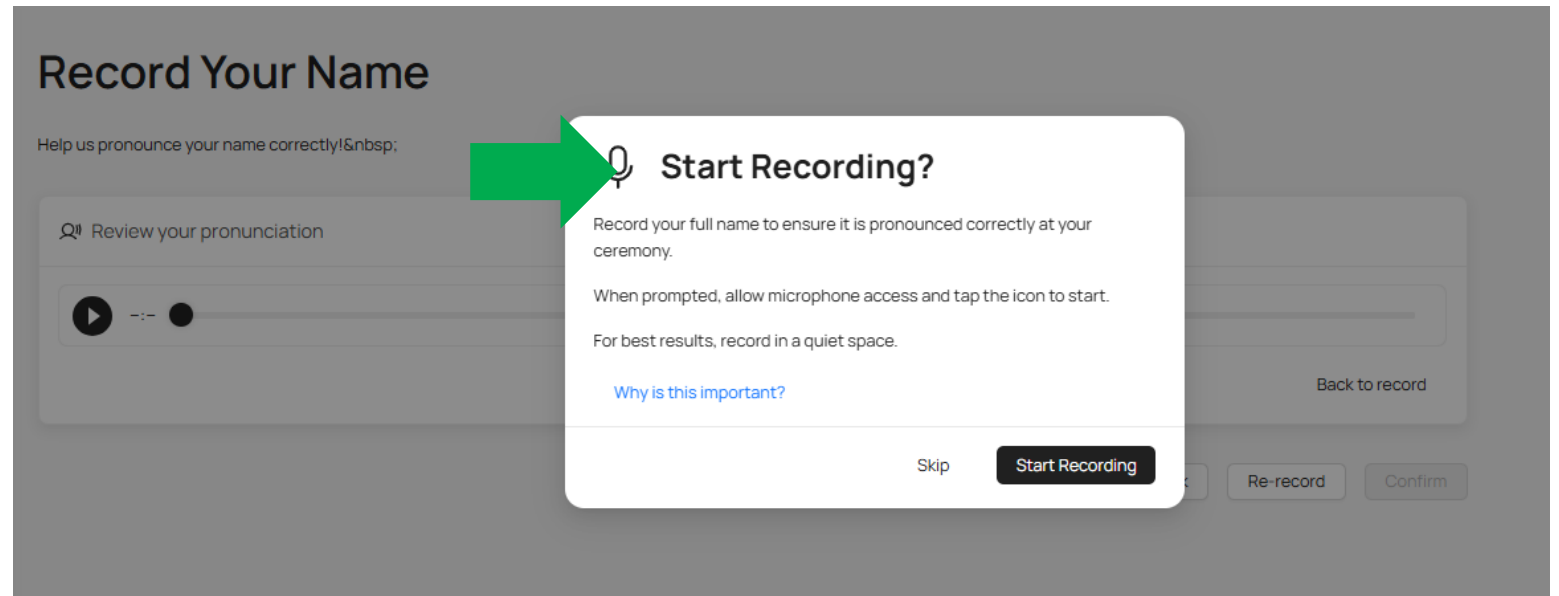 Record Your Name
Help us pronounce your name correctly!&nbsp;
Review your pronunciation
-:-
Back to record
Re-record
Confirm
Start Recording?
Record your full name to ensure it is pronounced correctly at your
ceremony.
When prompted, allow microphone access and tap the icon to start.
For best results, record in a quiet space.
Why is this important?
Skip
Start Recording